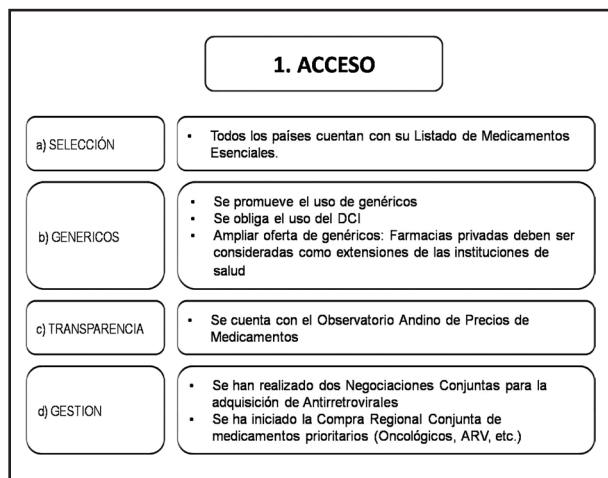 1. ACCESO
a) SELECCIÓN
• Todos los países cuentan con su Listado de Medicamentos
Esenciales.
b) GENERICOS
• Se promueve el uso de genéricos
• Se obliga el uso del DCI
• Ampliar oferta de genéricos: Farmacias privadas deben ser
consideradas como extensiones de las instituciones de
salud
c) TRANSPARENCIA
• Se cuenta con el Observatorio Andino de Precios de
Medicamentos
d) GESTION
• Se han realizado dos Negociaciones Conjuntas para la
adquisición de Antirretrovirales
• Se ha iniciado la Compra Regional Conjunta de
medicamentos prioritarios (Oncológicos, ARV, etc.)